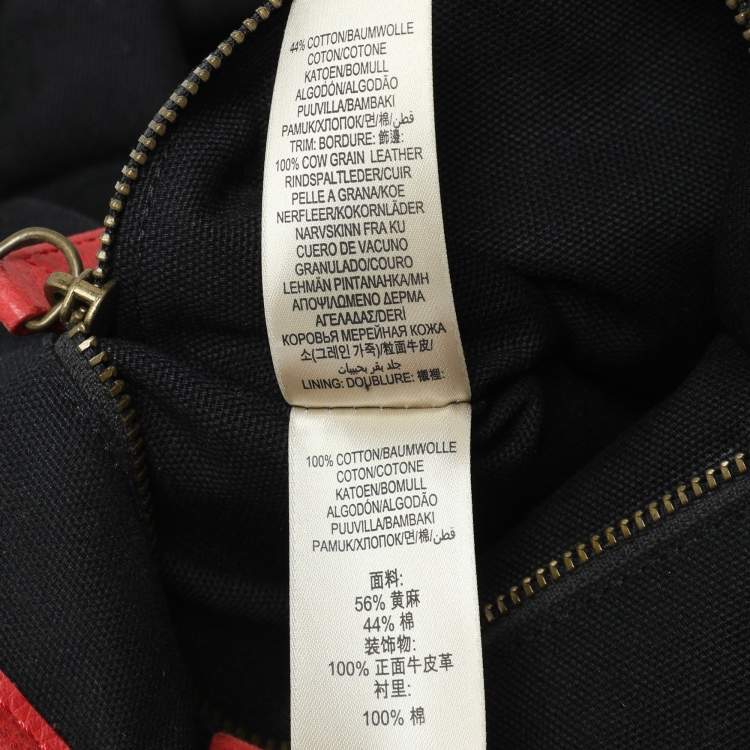 44% COTTON/BAUMWOLLE
COTON/COTONE
KATOEN/BOMULL
ALGODÓN/ALGODÃO
PUUVILLA/BAMBAKI
PAMUK/ХЛОПОК/면/棉/قطن
TRIM: BORDURE: 飾邊:
100% COW GRAIN LEATHER
RINDSPALTLEDER/CUIR
PELLE A GRANA/KOE
NERFLEER/KOKORNLÄDER
NARVSKINN FRA KU
CUERO DE VACUNO
GRANULADO/COURO
LEHMÄN PINTANAHKA/ΜΗ
ΑΠΟΨΙΛΩΜΕΝΟ ΔΕΡΜΑ
ΑΓΕΛΑΔΑΣ/DERİ
КОРОВЬЯ МЕРЕЙНАЯ КОЖА
소(그레인 가죽)/粒面牛皮/
جلد بقر بحبيبات
LINING: DOUBLURE: 襯裡:
100% COTTON/BAUMWOLLE
COTON/COTONE
KATOEN/BOMULL
ALGODÓN/ALGODÃO
PUUVILLA/BAMBAKI
PAMUK/ХЛОПОК/면/棉/قطن
面料:
56% 黄麻
44% 棉
装饰物:
100% 正面牛皮革
衬里:
100% 棉